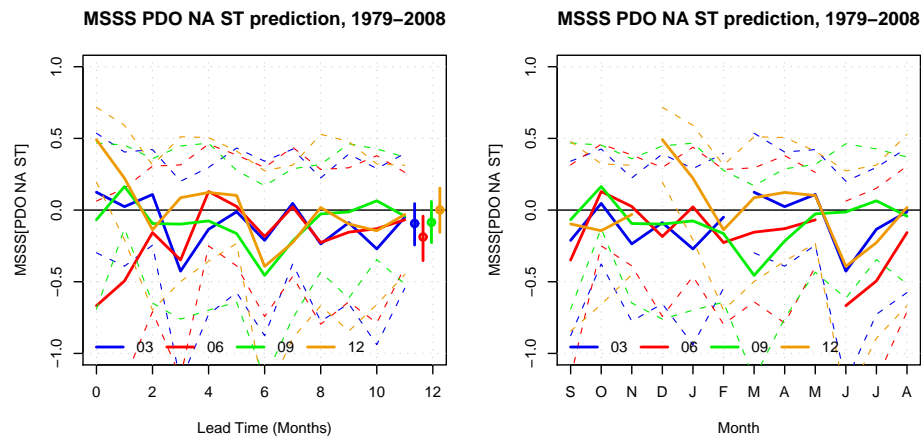 MSSS PDO NA ST prediction, 1979−2008
MSSS[PDO NA ST]
1.0
0.5
0.0
−0.5
−1.0
03 06 09 12
0 2 4 6 8 10 12
Lead Time (Months)
MSSS PDO NA ST prediction, 1979−2008
MSSS[PDO NA ST]
1.0
0.5
0.0
−0.5
−1.0
03 06 09 12
S O N D J F M A M J J A
Month